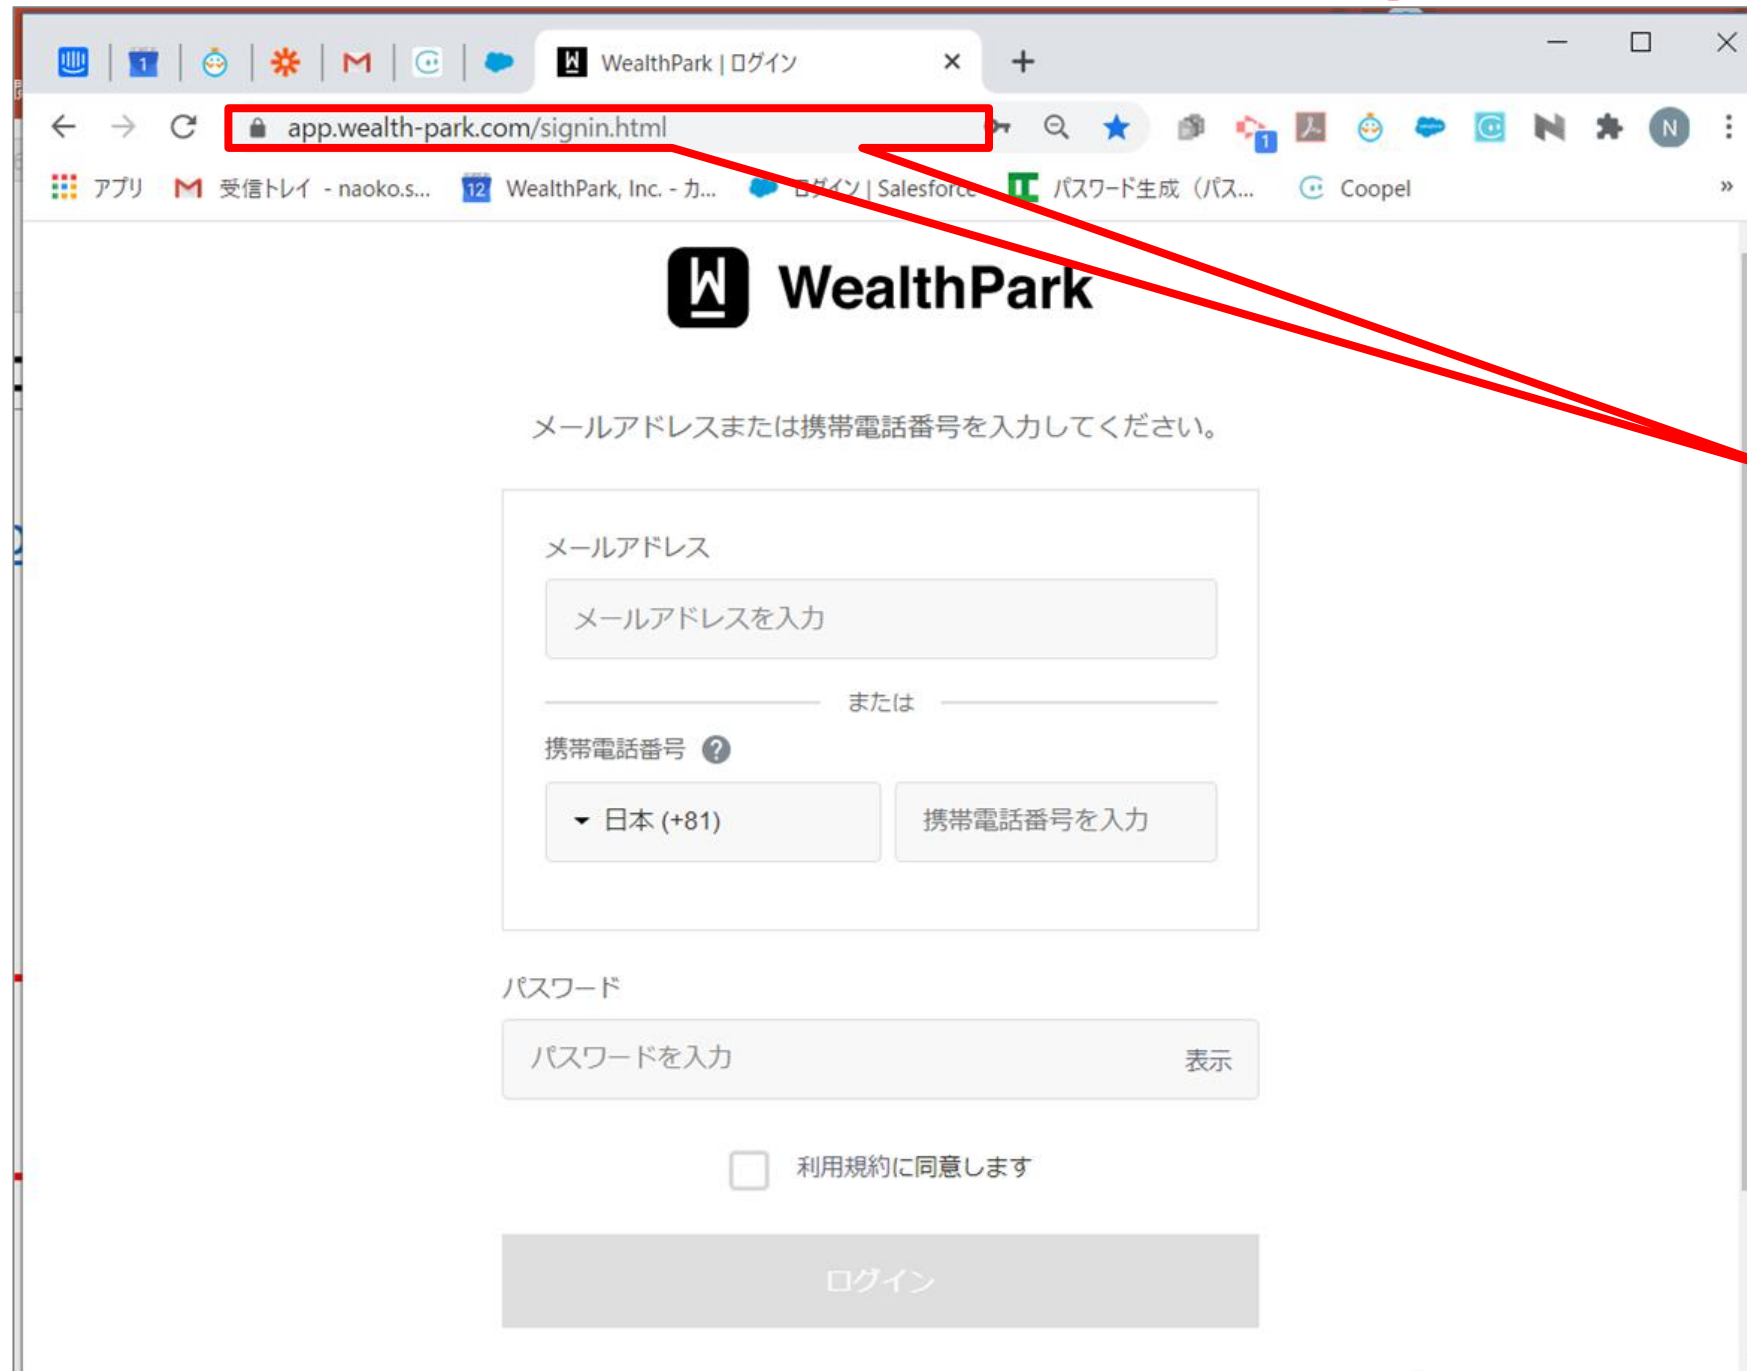 WealthPark | ログイン
app.wealth-park.com/signin.html
1
N
アプリ
受信トレイ - naoko.s...
12
WealthPark, Inc. - カ...
ログイン | Salesforce
パスワード生成（パス...
Coopel
»
WealthPark
メールアドレスまたは携帯電話番号を入力してください。
メールアドレス
メールアドレスを入力
または
携帯電話番号 ?
日本 (+81)
携帯電話番号を入力
パスワード
パスワードを入力
表示
利用規約に同意します
ログイン